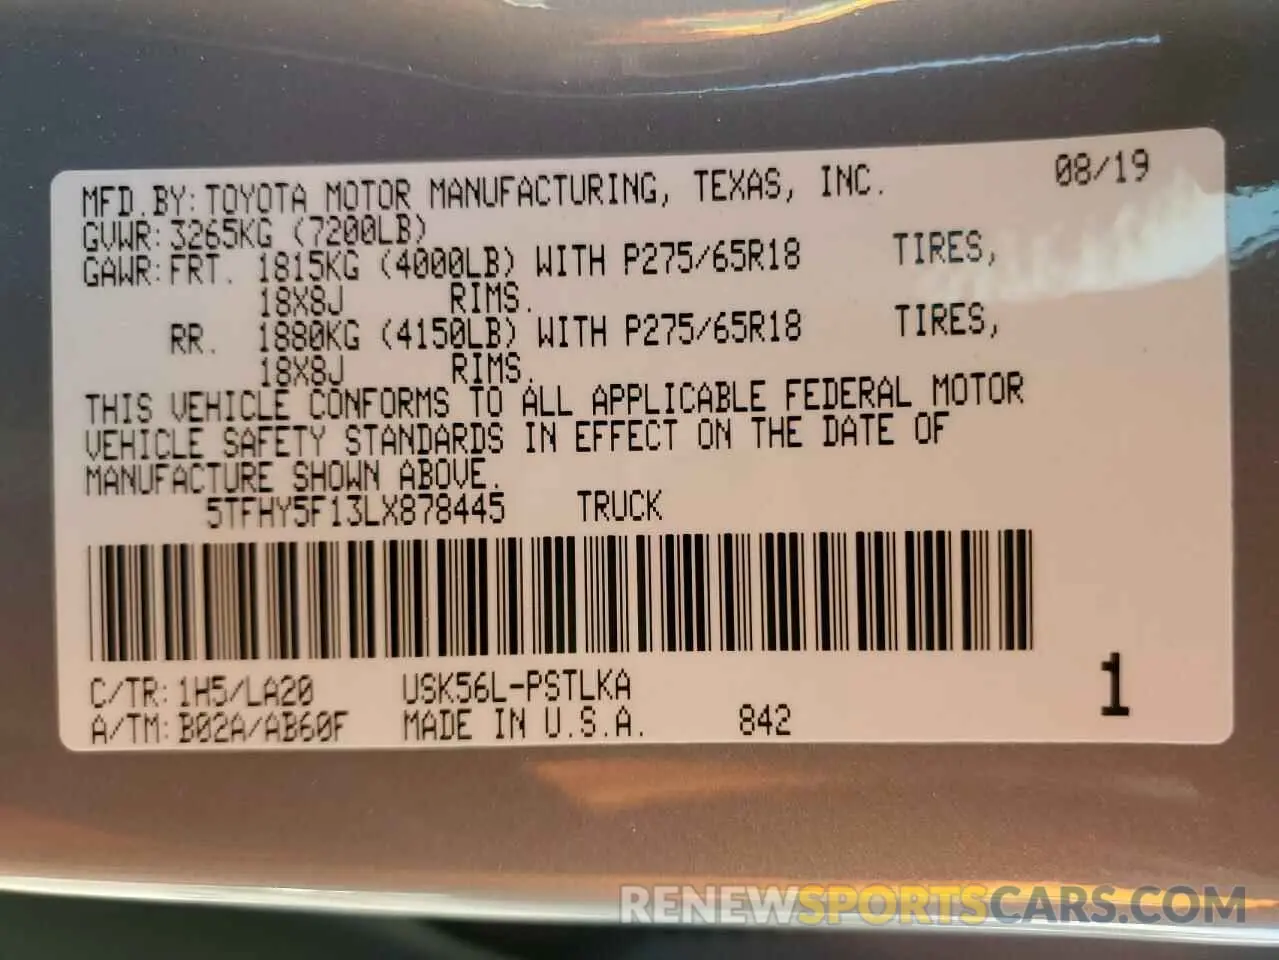 08/19
MFD.BY: TOYOTA MOTOR MANUFACTURING, TEXAS, INC.
GVWR: 3265KG (7200LB)
GAWR: FRT. 1815KG (4000LB) WITH P275/65R18 TIRES,
18X8J RIMS.
RR. 1880KG (4150LB) WITH P275/65R18 TIRES,
18X8J RIMS.
THIS VEHICLE CONFORMS TO ALL APPLICABLE FEDERAL MOTOR
VEHICLE SAFETY STANDARDS IN EFFECT ON THE DATE OF
MANUFACTURE SHOWN ABOVE.
5TFHY5F13LX878445 TRUCK
C/TR: 1H5/LA20 USK56L-PSTLKA
A/TM: B02A/AB60F MADE IN U.S.A. 842
1
RENEWSPORTSCARS.COM